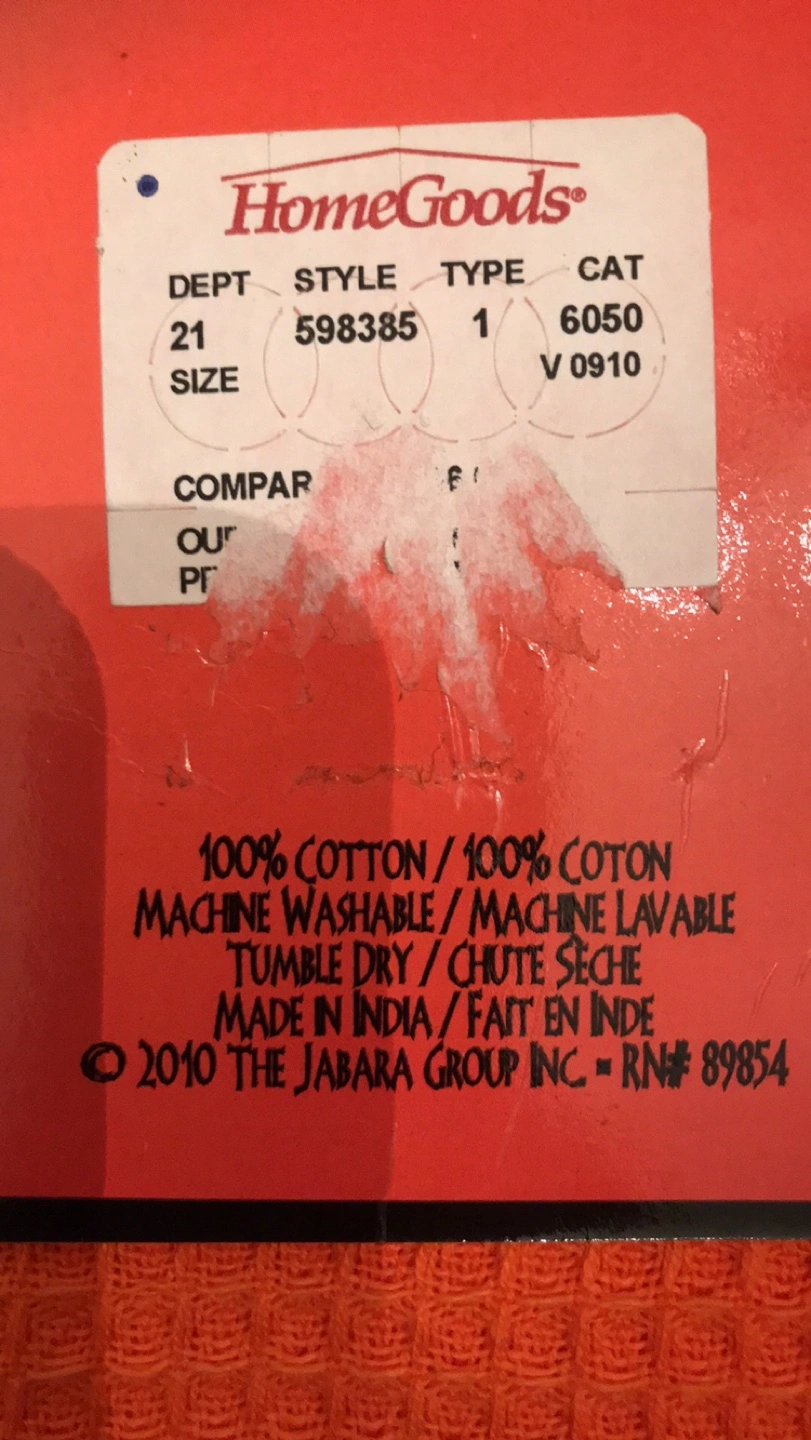 HomeGoods®
DEPT STYLE TYPE CAT
21 598385 1 6050
SIZE V 0910
COMPAR
100% COTTON / 100% COTON
MACHINE WASHABLE / MACHINE LAVABLE
TUMBLE DRY / CHUTE SÈCHE
MADE IN INDIA / FAIT EN INDE
© 2010 THE JABARA GROUP INC. ▪ RN# 89854